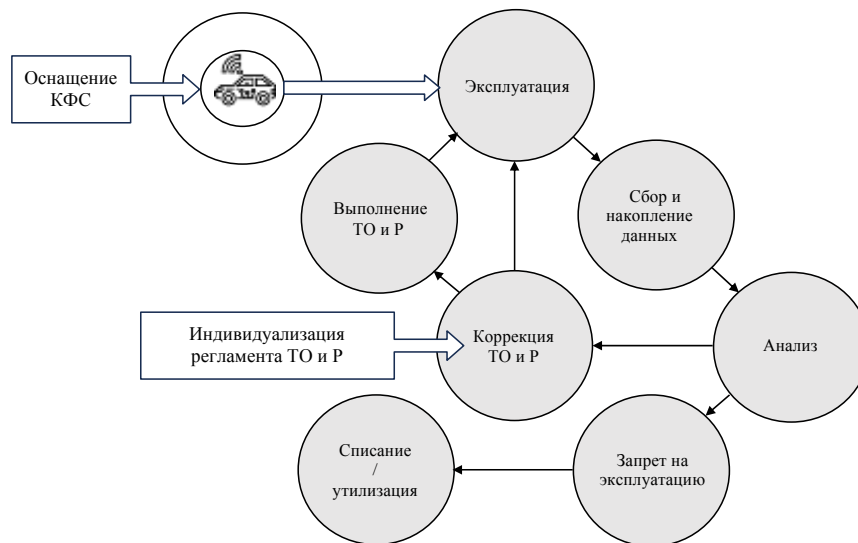 Оснащение
КФС
Эксплуатация
Выполнение
ТО и Р
Сбор и
накопление
данных
Индивидуализация
регламента ТО и Р
Коррекция
ТО и Р
Анализ
Списание
/
утилизация
Запрет на
эксплуатацию